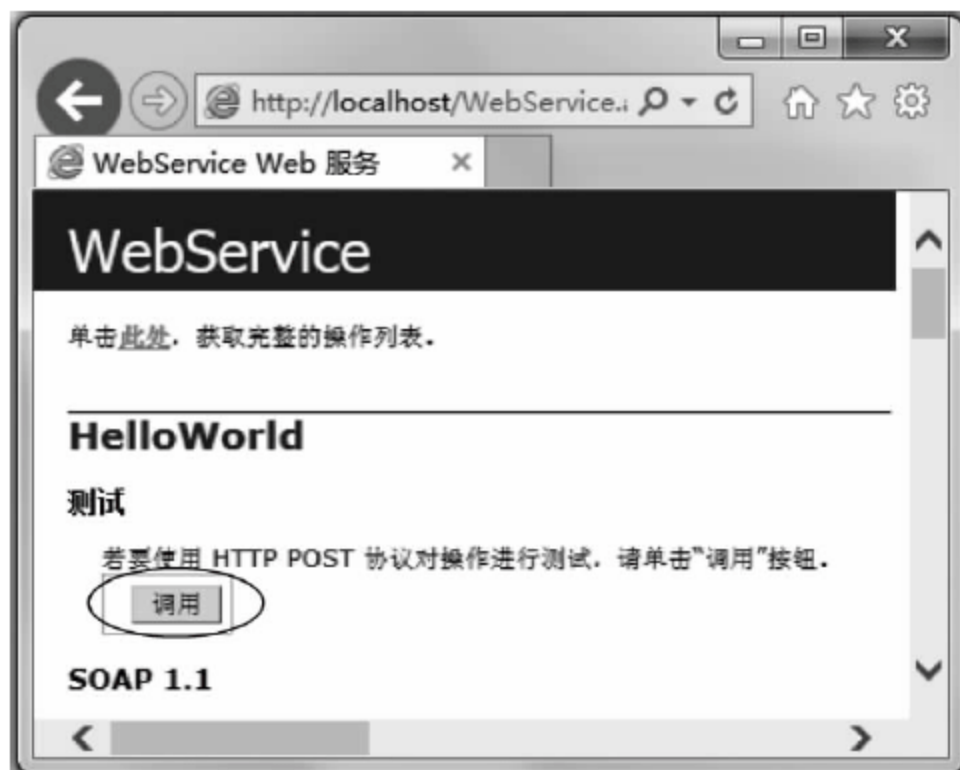 http://localhost/WebService.
WebService Web 服务
WebService
单击此处，获取完整的操作列表。
HelloWorld
测试
若要使用 HTTP POST 协议对操作进行测试，请单击“调用”按钮。
调用
SOAP 1.1